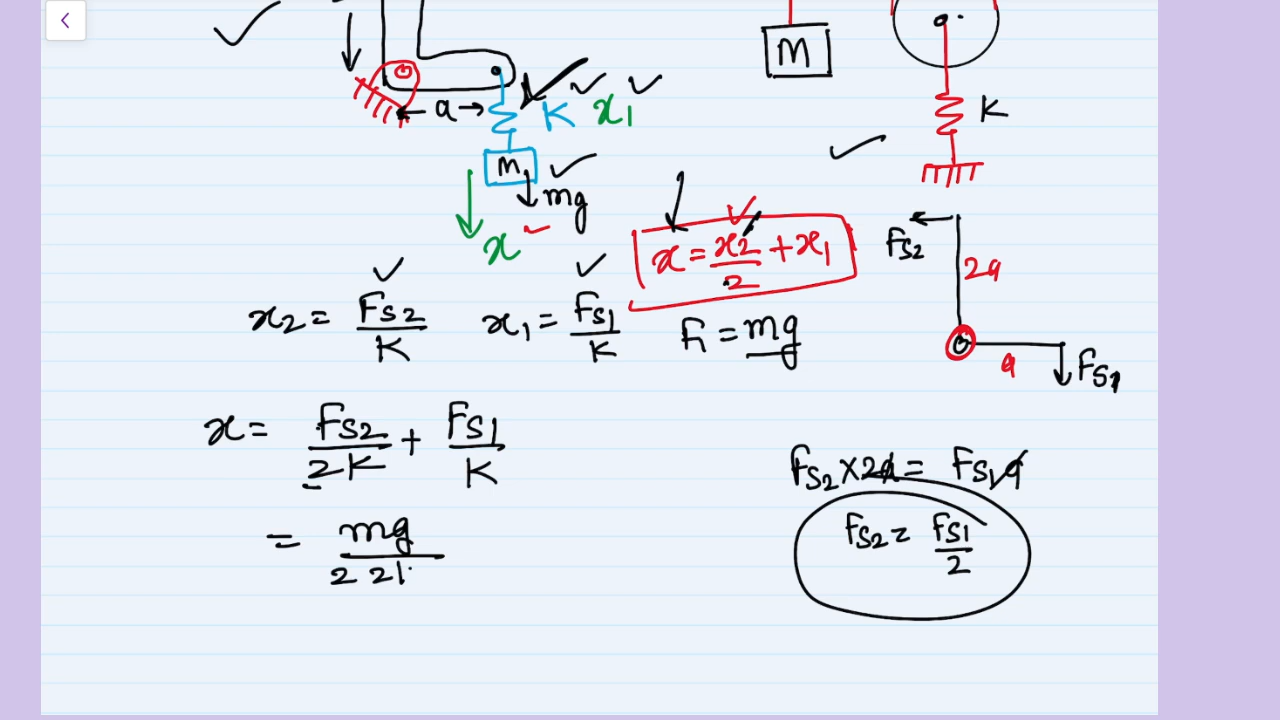 M
← a →
K x₁
K
m
mg
x
x = x2/2 + x₁
Fs2
2a
x₂ = Fs2/K
x₁ = Fs1/K
= mg
a
Fs1
x = Fs2/2K + Fs1/K
Fs2 × 2a = Fs1 a
Fs2 = Fs1/2
= mg/2 2